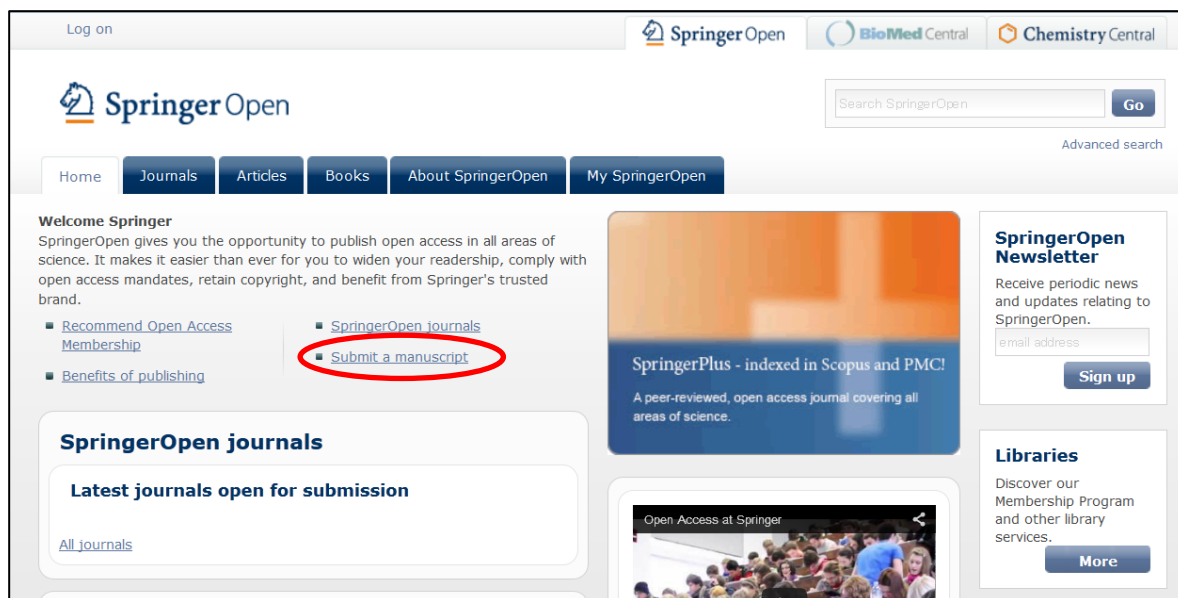 Log on
Springer Open
BioMed Central
Chemistry Central
Springer Open
Search SpringerOpen
Go
Advanced search
Home
Journals
Articles
Books
About SpringerOpen
My SpringerOpen
Welcome Springer
SpringerOpen gives you the opportunity to publish open access in all areas of
science. It makes it easier than ever for you to widen your readership, comply with
open access mandates, retain copyright, and benefit from Springer's trusted
brand.
Recommend Open Access
Membership
Benefits of publishing
SpringerOpen journals
Submit a manuscript
SpringerOpen journals
Latest journals open for submission
All journals
SpringerPlus - indexed in Scopus and PMC!
A peer-reviewed, open access journal covering all
areas of science.
Open Access at Springer
SpringerOpen
Newsletter
Receive periodic news
and updates relating to
SpringerOpen.
email address
Sign up
Libraries
Discover our
Membership Program
and other library
services.
More